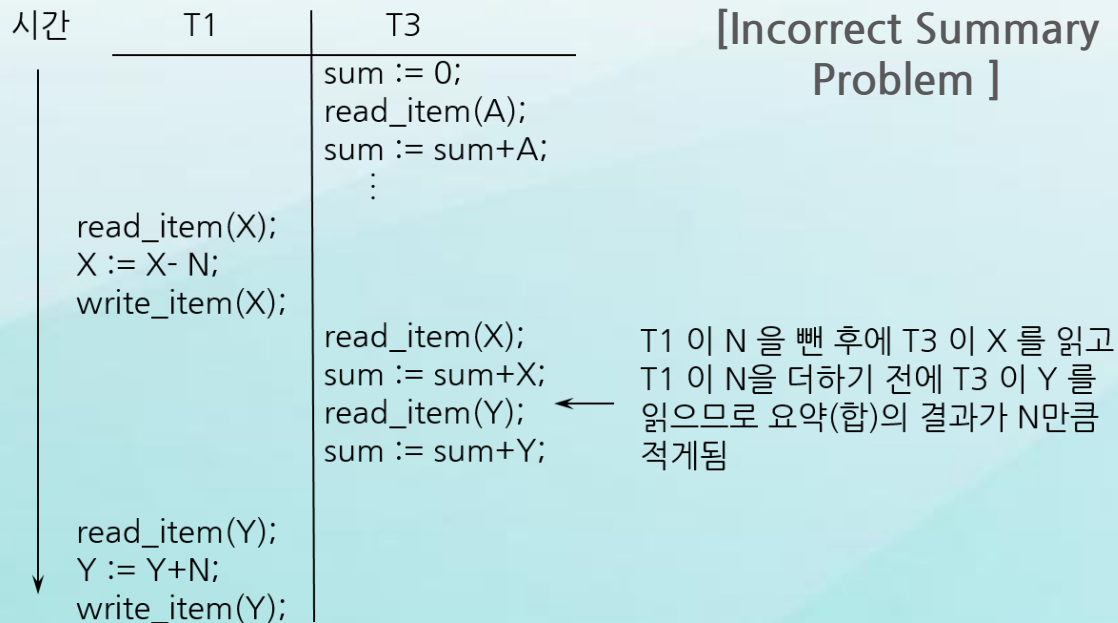 시간 T1 T3
[Incorrect Summary
Problem ]
sum := 0;
read_item(A);
sum := sum+A;
⋮
read_item(X);
X := X- N;
write_item(X);
read_item(X);
sum := sum+X;
read_item(Y);
sum := sum+Y;
T1 이 N 을 뺀 후에 T3 이 X 를 읽고
T1 이 N을 더하기 전에 T3 이 Y 를
읽으므로 요약(합)의 결과가 N만큼
적게됨
read_item(Y);
Y := Y+N;
write_item(Y);